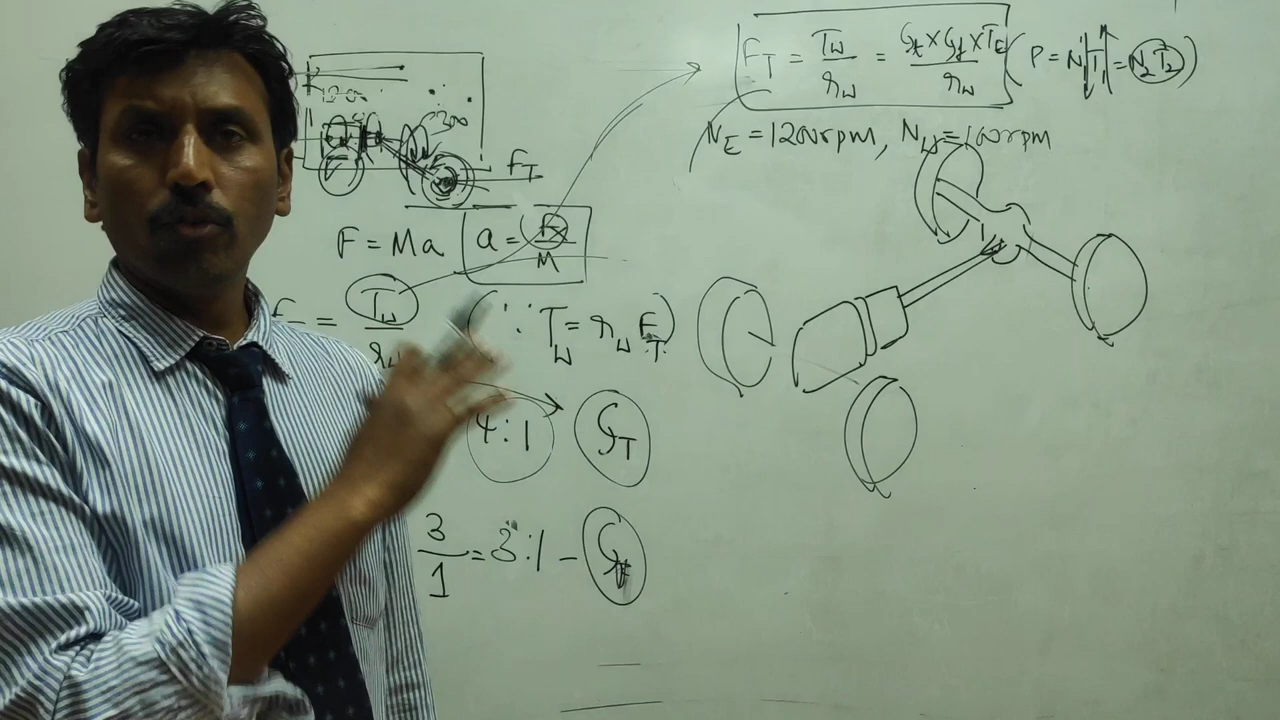 F_T = T_W/r_W = G_t × G_f × T_E/r_W ( P = N_1 T_1 = N_2 T_2 )
N_E = 1200 rpm, N_W = 100 rpm
300
F_T
F = Ma a = F_T/M
F_T = T_W/r_W ( ∵ T_W = r_W F_T )
4 : 1 G_T
3/1 = 3 : 1 – G_f